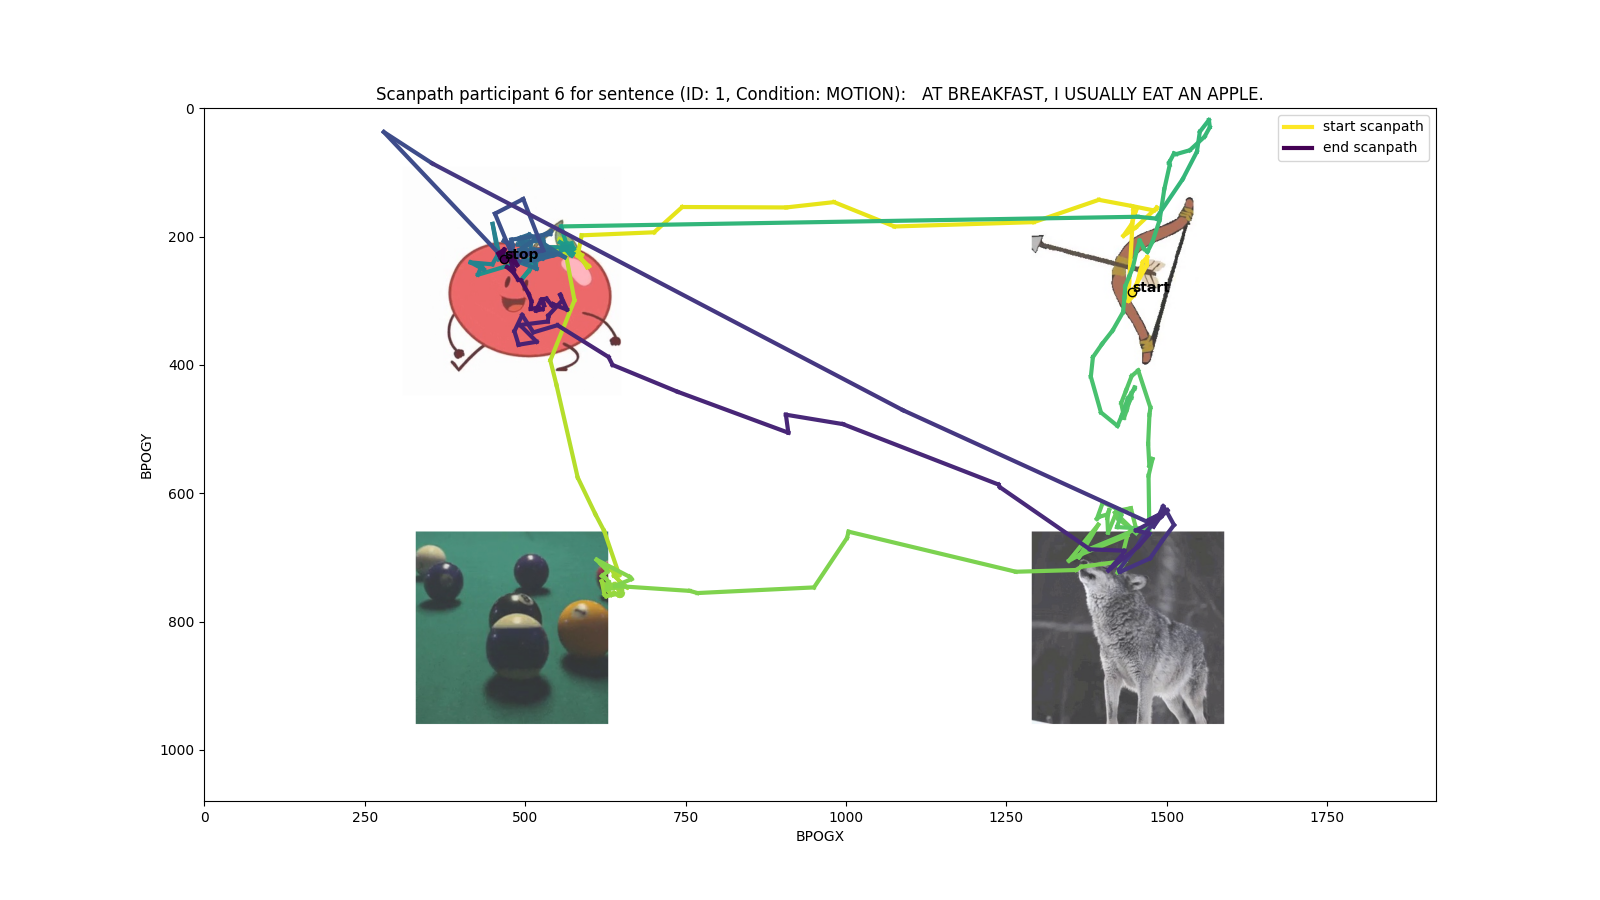 Scanpath participant 6 for sentence (ID: 1, Condition: MOTION):   AT BREAKFAST, I USUALLY EAT AN APPLE.
start scanpath
end scanpath
stop
start
BPOGY
0
200
400
600
800
1000
0
250
500
750
1000
1250
1500
1750
BPOGX